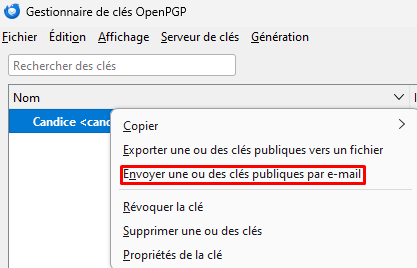 Gestionnaire de clés OpenPGP
Fichier Édition Affichage Serveur de clés Génération
Rechercher des clés
Nom
Candice <canc
Copier
Exporter une ou des clés publiques vers un fichier
Envoyer une ou des clés publiques par e-mail
Révoquer la clé
Supprimer une ou des clés
Propriétés de la clé